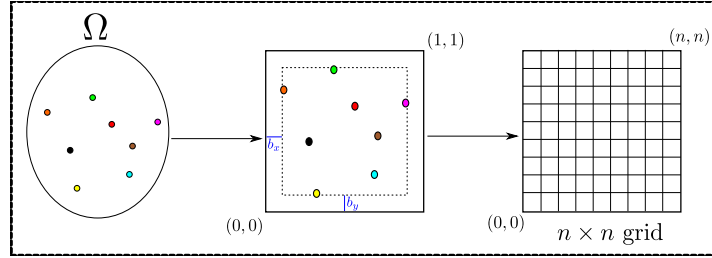 Ω
(1, 1)
(n, n)
b_x
b_y
(0, 0)
(0, 0)
n × n grid